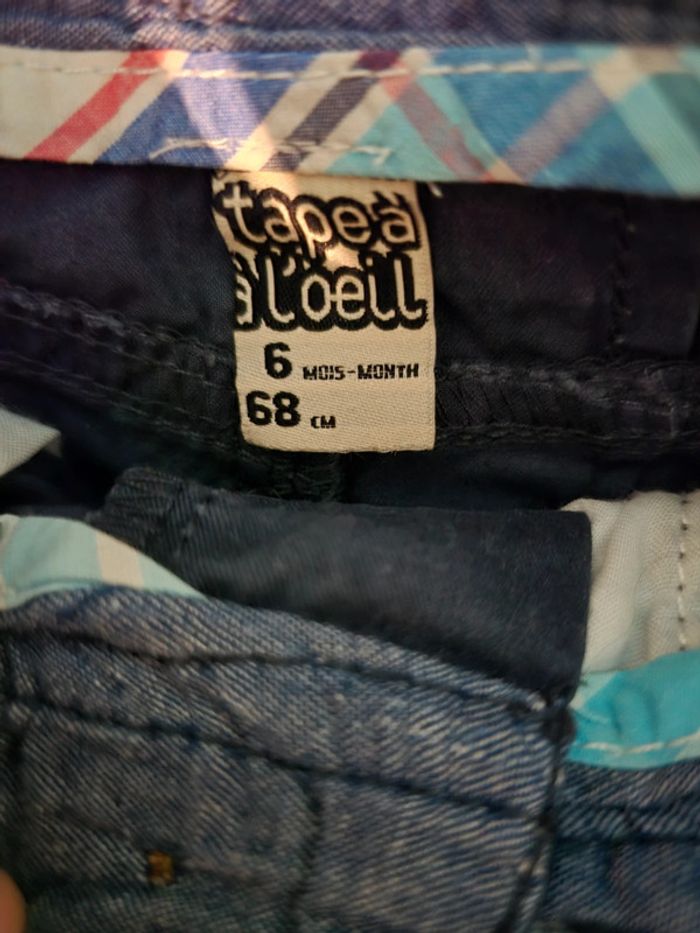 tape à
à l'oeil
6 MOIS-MONTH
68 CM